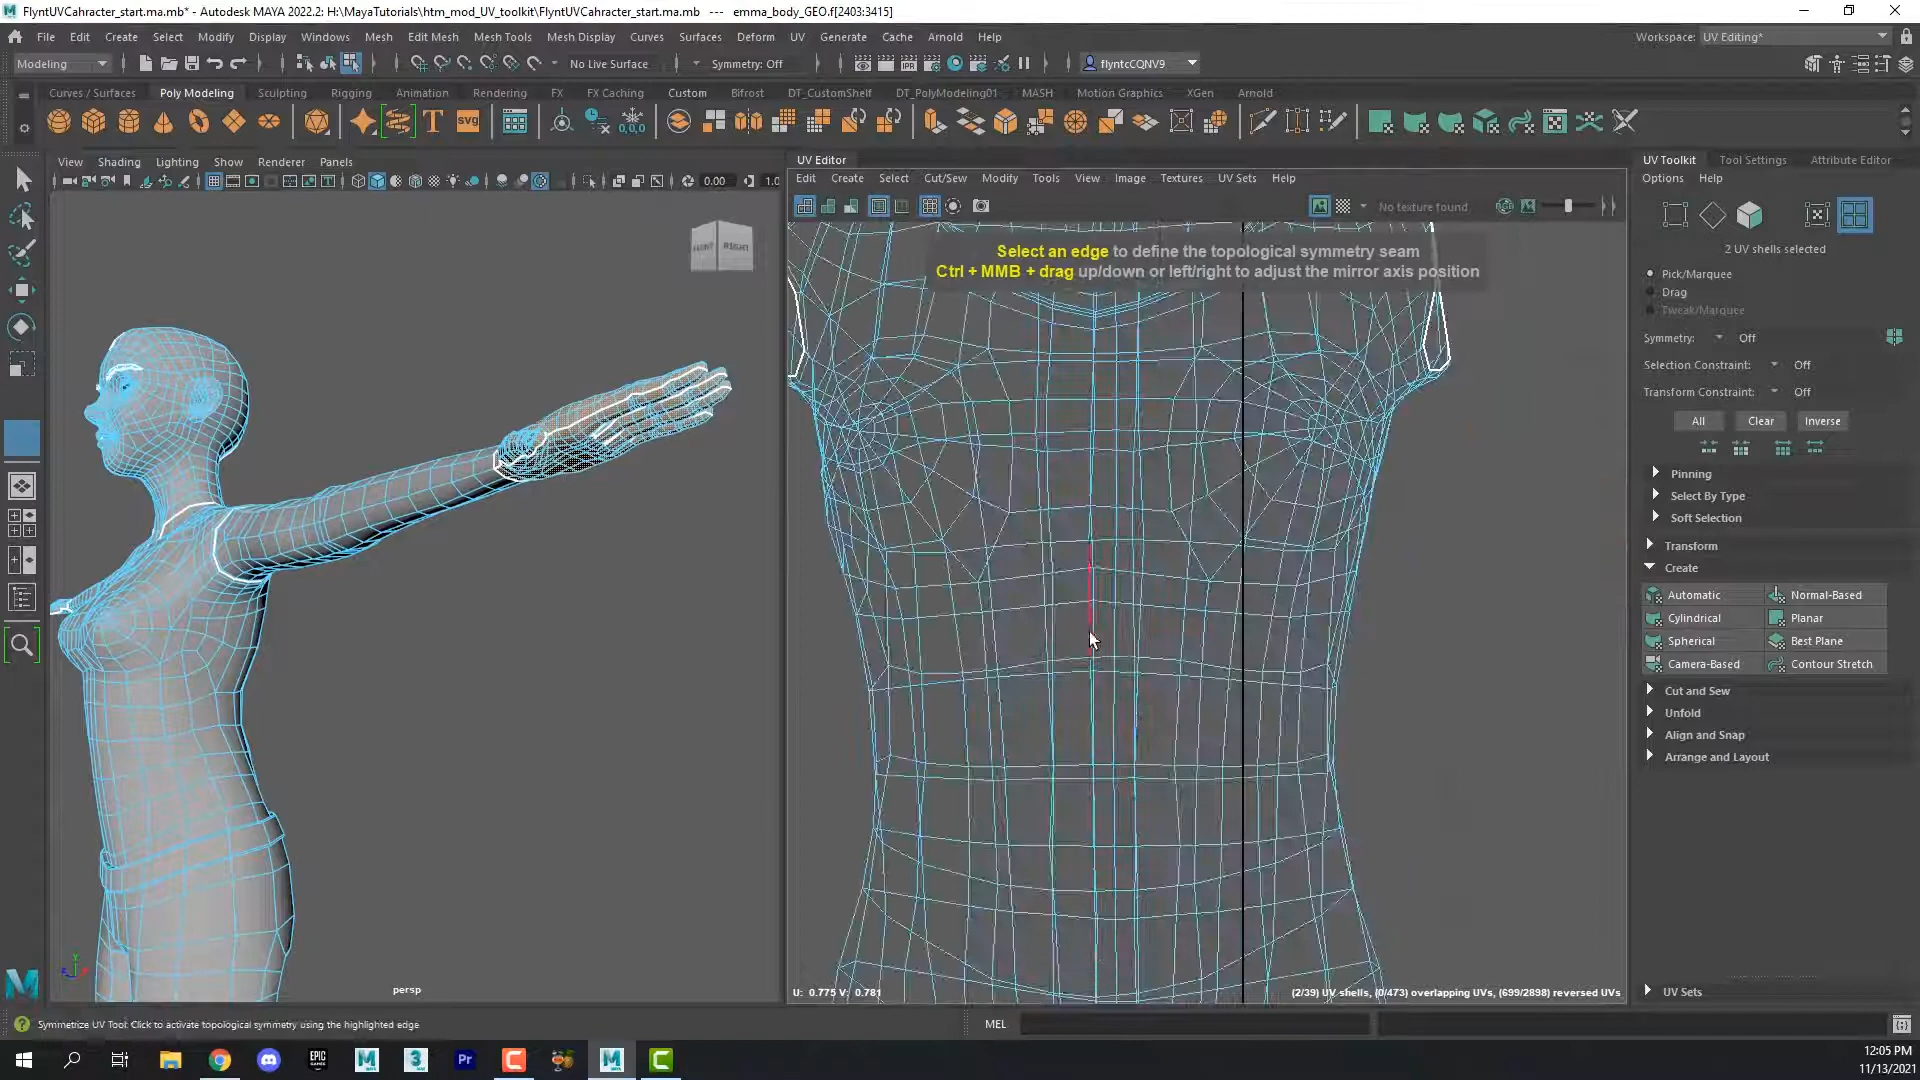 FlyntUVCahracter_start.ma.mb* - Autodesk MAYA 2022.2: H:\MayaTutorials\htm_mod_UV_toolkit\FlyntUVCahracter_start.ma.mb --- emma_body_GEO.f[2403:3415]
File Edit Create Select Modify Display Windows Mesh Edit Mesh Mesh Tools Mesh Display Curves Surfaces Deform UV Generate Cache Arnold Help Workspace: UV Editing*
Modeling No Live Surface Symmetry: Off flyntcCQNV9
Curves / Surfaces Poly Modeling Sculpting Rigging Animation Rendering FX FX Caching Custom Bifrost DT_CustomShelf DT_PolyModeling01 MASH Motion Graphics XGen Arnold
T svg 0,0,0
View Shading Lighting Show Renderer Panels
0.00 1.0
FRONT RIGHT
persp
UV Editor
Edit Create Select Cut/Sew Modify Tools View Image Textures UV Sets Help
No texture found
Select an edge to define the topological symmetry seam
Ctrl + MMB + drag up/down or left/right to adjust the mirror axis position
U: 0.775 V: 0.781 (2/39) UV shells, (0/473) overlapping UVs, (699/2898) reversed UVs
UV Toolkit Tool Settings Attribute Editor
Options Help
2 UV shells selected
Pick/Marquee
Drag
Tweak/Marquee
Symmetry: Off
Selection Constraint: Off
Transform Constraint: Off
All Clear Inverse
Pinning
Select By Type
Soft Selection
Transform
Create
Automatic Normal-Based
Cylindrical Planar
Spherical Best Plane
Camera-Based Contour Stretch
Cut and Sew
Unfold
Align and Snap
Arrange and Layout
UV Sets
Symmetrize UV Tool: Click to activate topological symmetry using the highlighted edge MEL
12:05 PM
11/13/2021